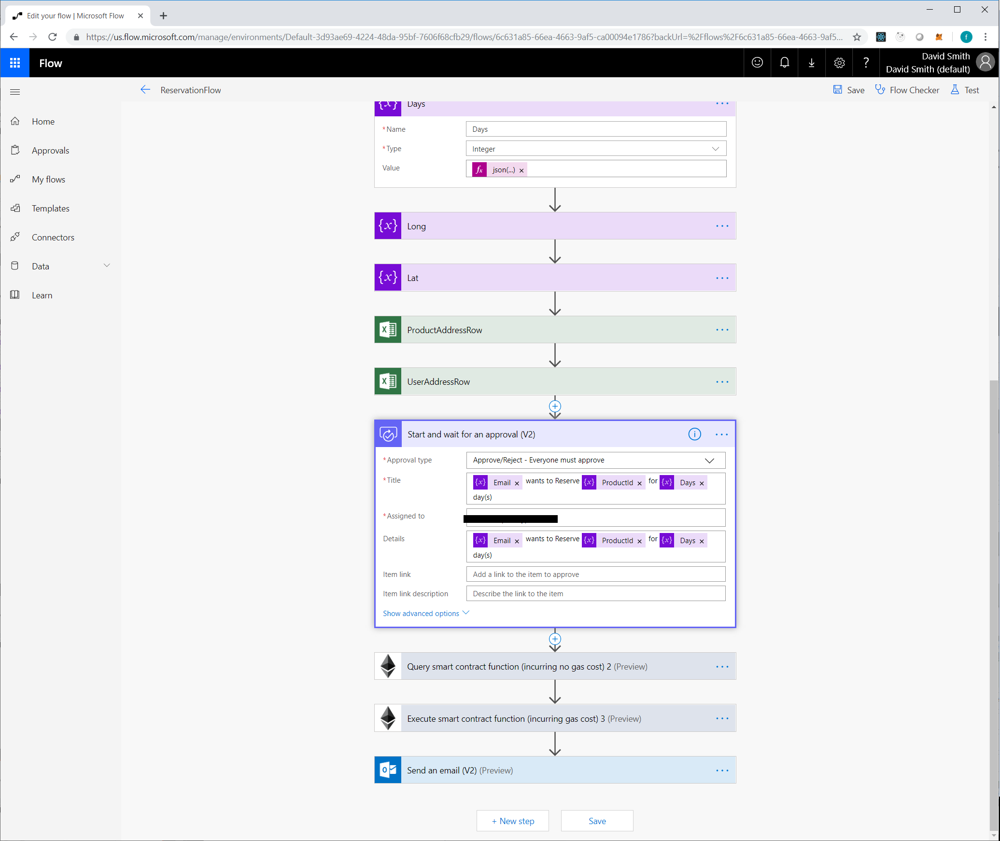 Edit your flow | Microsoft Flow
https://us.flow.microsoft.com/manage/environments/Default-3d93ae69-4224-48da-95bf-7606f68cfb29/flows/6c631a85-66ea-4663-9af5-ca00094e1786?backUrl=%2Fflows%2F6c631a85-66ea-4663-9af5...
f
Flow
?
David Smith
David Smith (default)
ReservationFlow
Save
Flow Checker
Test
Home
Approvals
My flows
Templates
Connectors
Data
Learn
{x} Days
* Name
Days
* Type
Integer
Value
fx json(...) ×
{x} Long
{x} Lat
ProductAddressRow
UserAddressRow
Start and wait for an approval (V2)
* Approval type
Approve/Reject - Everyone must approve
* Title
{x} Email × wants to Reserve {x} ProductId × for {x} Days ×
day(s)
* Assigned to
Details
{x} Email × wants to Reserve {x} ProductId × for {x} Days ×
day(s)
Item link
Add a link to the item to approve
Item link description
Describe the link to the item
Show advanced options
Query smart contract function (incurring no gas cost) 2 (Preview)
Execute smart contract function (incurring gas cost) 3 (Preview)
Send an email (V2) (Preview)
+ New step
Save